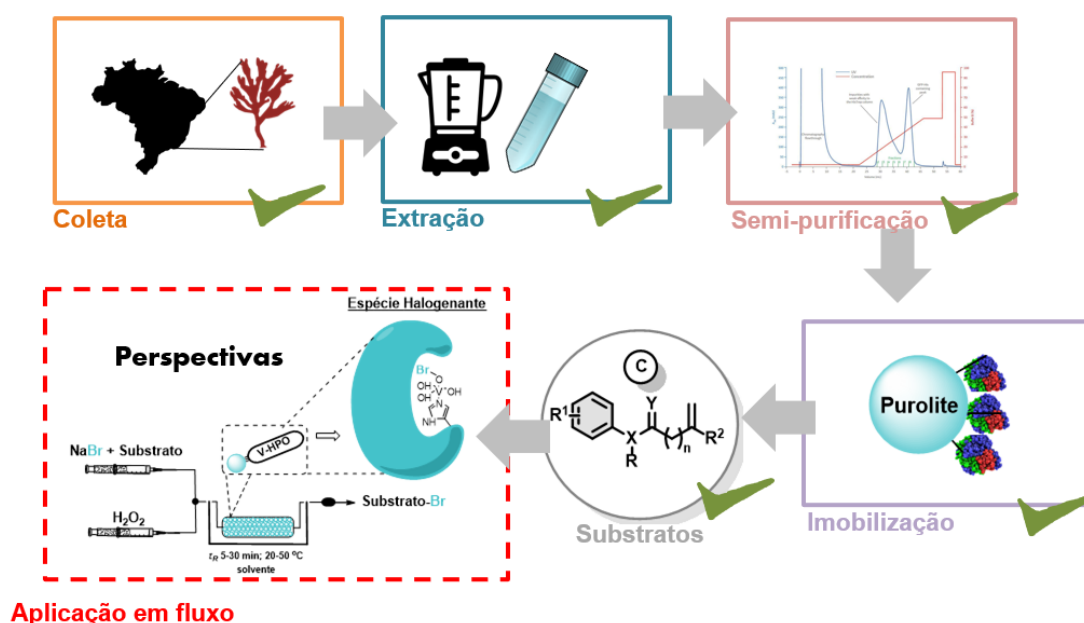 Coleta
Extração
Semi-purificação
Perspectivas
Espécie Halogenante
Br
O
OH
V
OH
OH
N
NH
V-HPO
NaBr + Substrato
H2O2
Substrato-Br
tR 5-30 min; 20-50 ºC
solvente
C
R1
Y
X
R
n
R2
Substratos
Purolite
Imobilização
Aplicação em fluxo